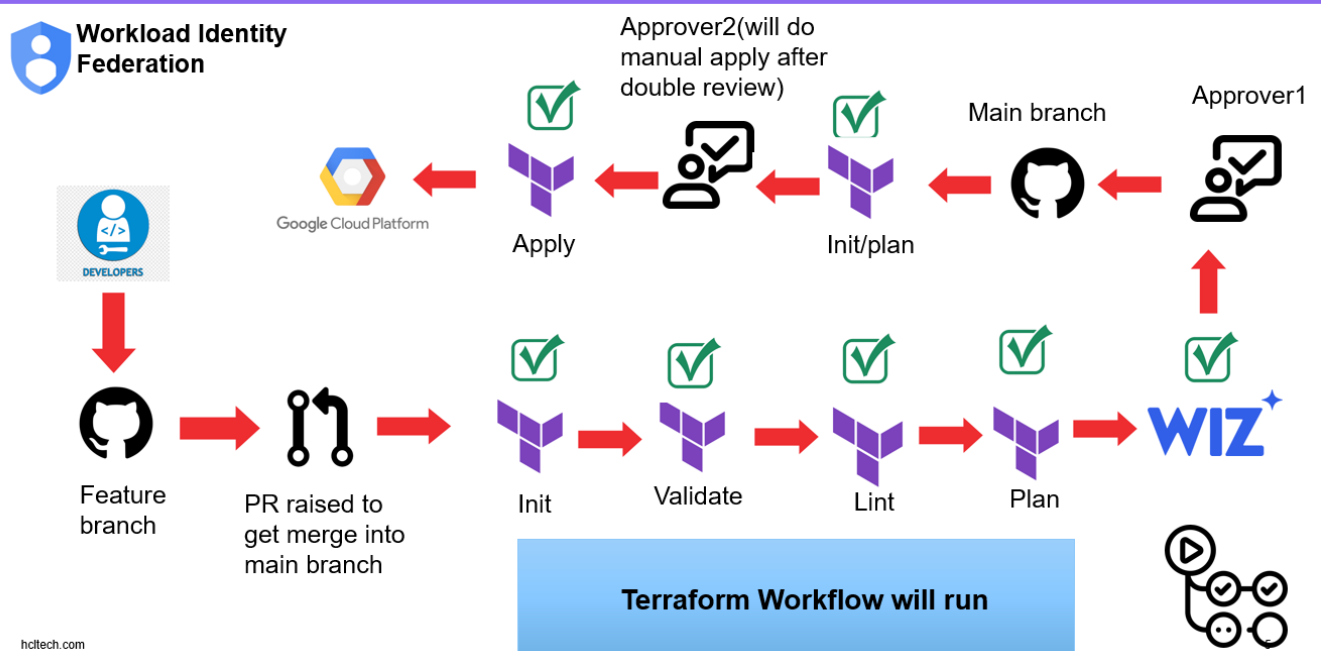 Workload Identity
Federation
Approver2(will do
manual apply after
double review)
Main branch
Approver1
Google Cloud Platform
Apply
Init/plan
</>
DEVELOPERS
WIZ
Feature
branch
PR raised to
get merge into
main branch
Init
Validate
Lint
Plan
Terraform Workflow will run
hcltech.com